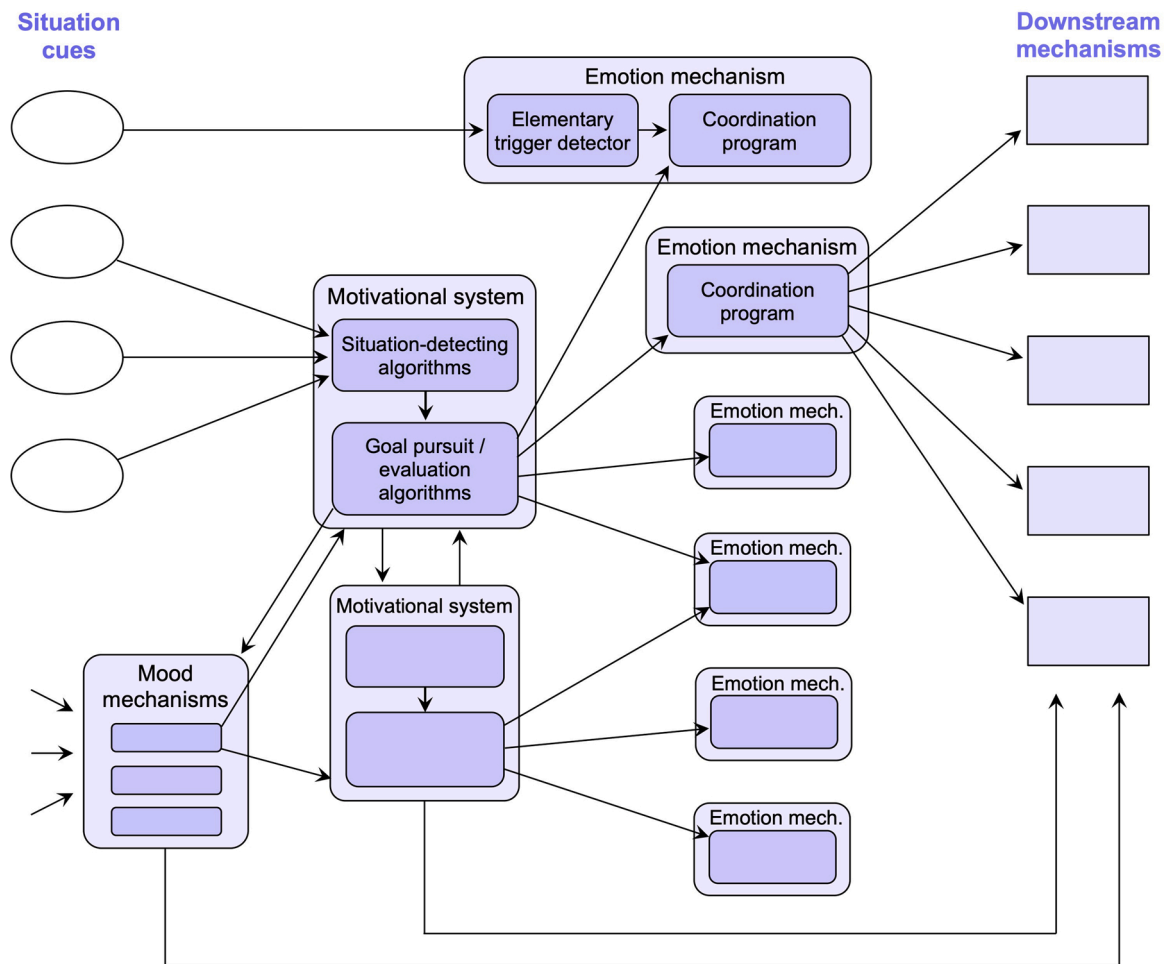 Situation
cues
Downstream
mechanisms
Emotion mechanism
Elementary
trigger detector
Coordination
program
Emotion mechanism
Coordination
program
Motivational system
Situation-detecting
algorithms
Goal pursuit /
evaluation
algorithms
Emotion mech.
Emotion mech.
Motivational system
Mood
mechanisms
Emotion mech.
Emotion mech.